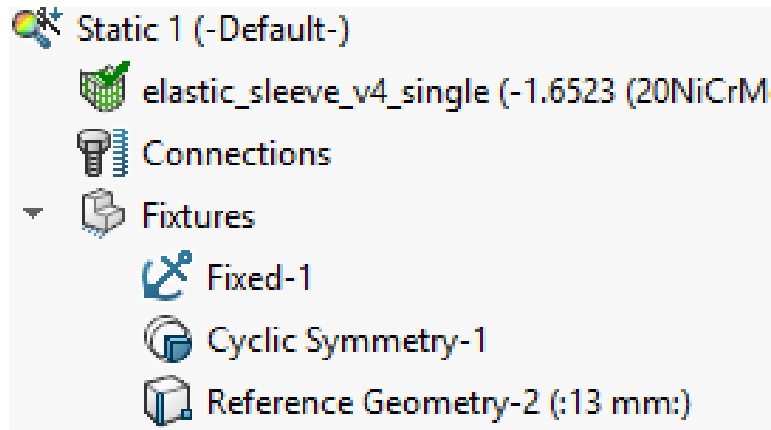 Static 1 (-Default-)
elastic_sleeve_v4_single (-1.6523 (20NiCrM
Connections
Fixtures
Fixed-1
Cyclic Symmetry-1
Reference Geometry-2 (:13 mm:)